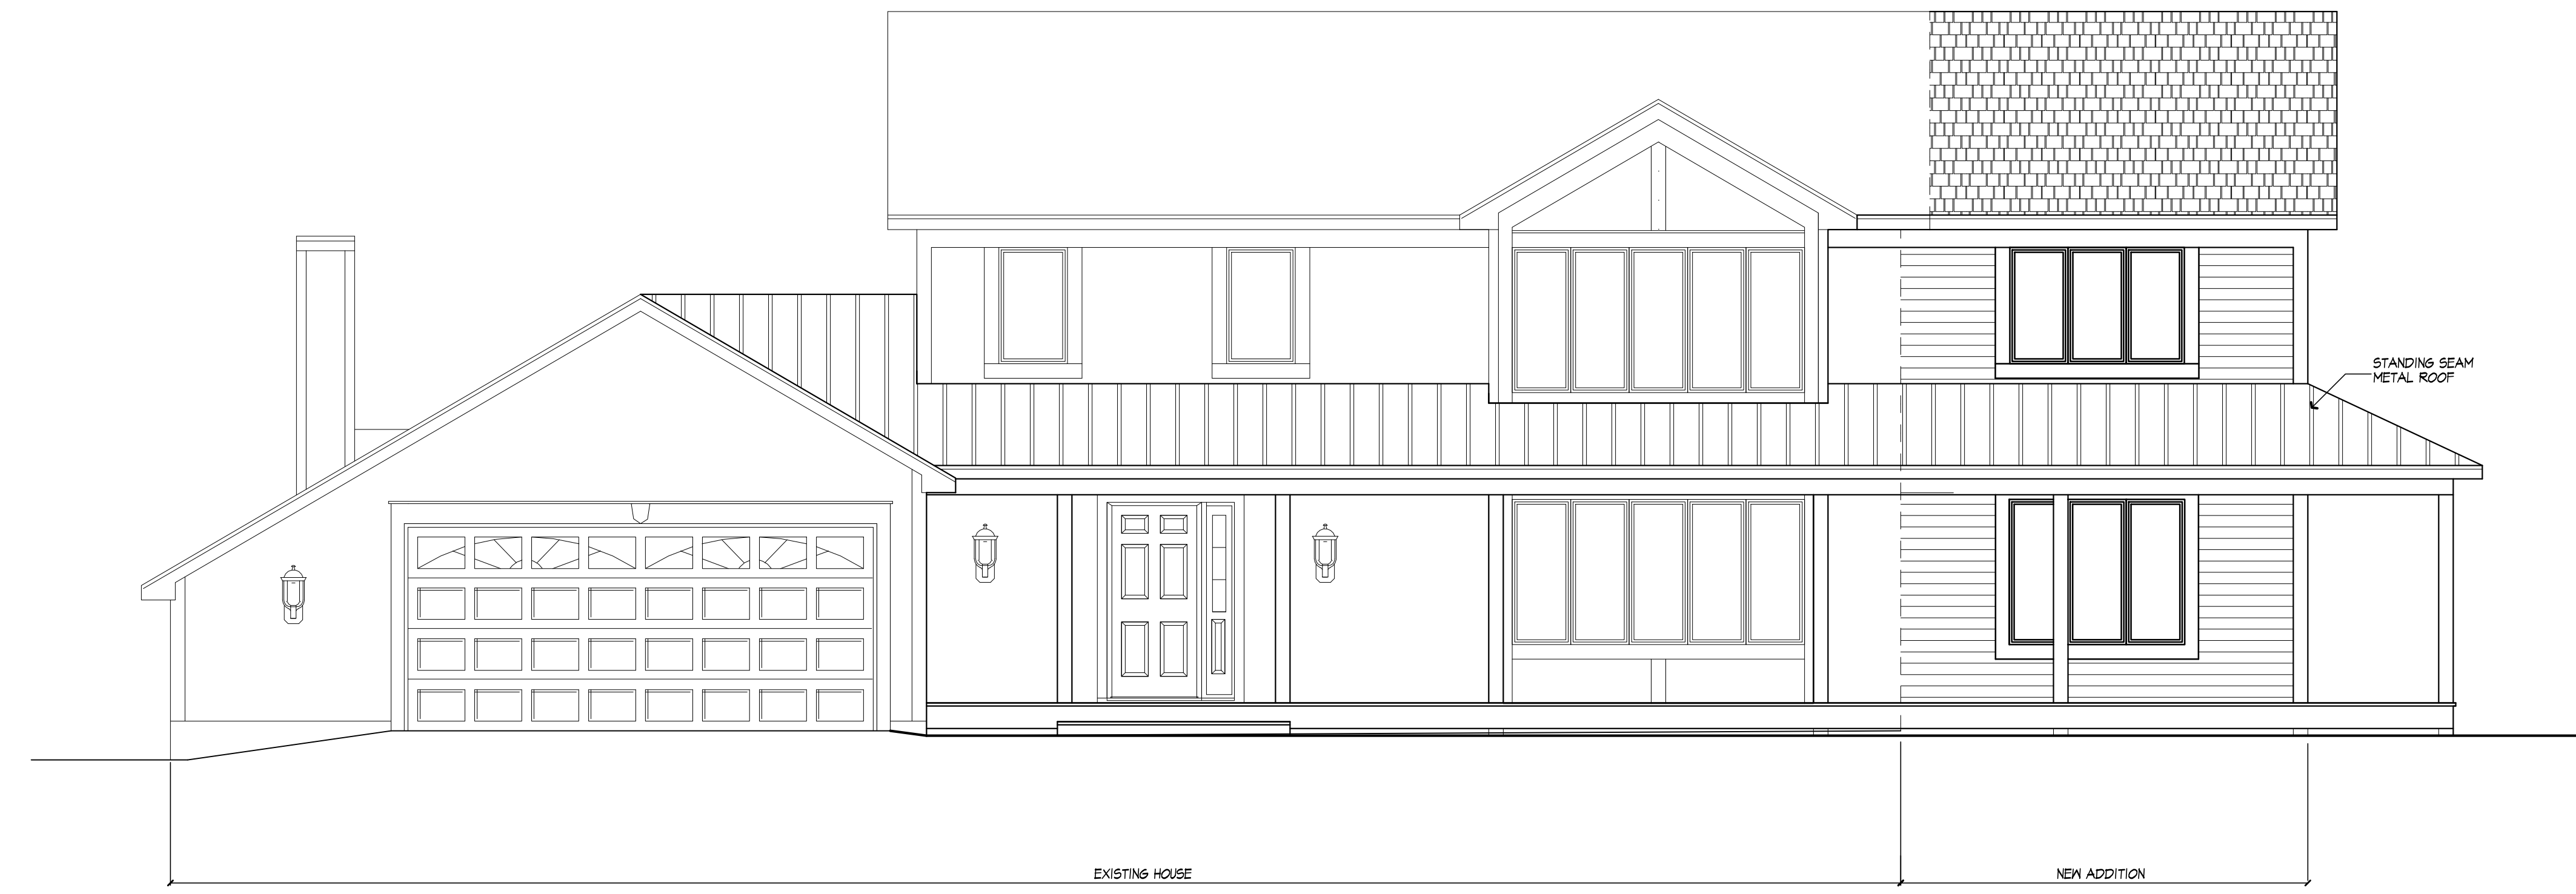 STANDING SEAM
METAL ROOF
EXISTING HOUSE
NEW ADDITION